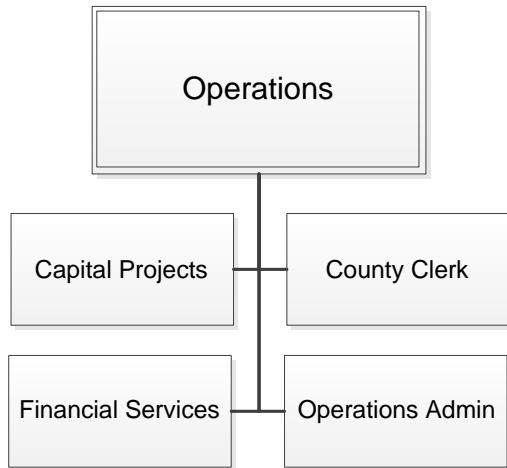 Operations
Capital Projects
County Clerk
Financial Services
Operations Admin